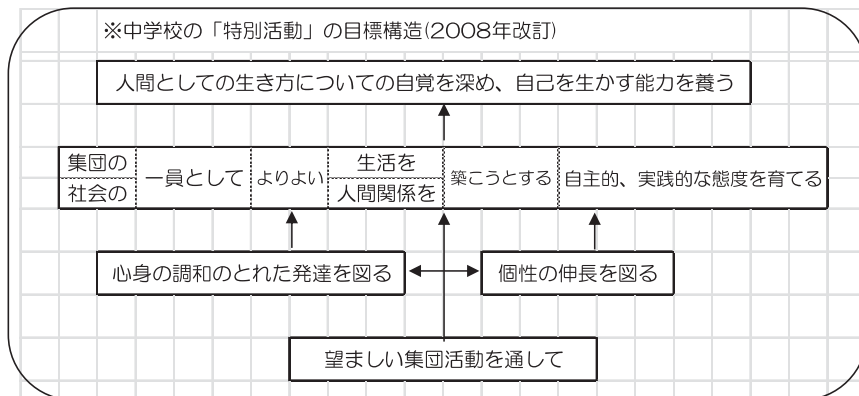 ※中学校の「特別活動」の目標構造(2008年改訂)
人間としての生き方についての自覚を深め、自己を生かす能力を養う
集団の
社会の
一員として
よりよい
生活を
人間関係を
築こうとする
自主的、実践的な態度を育てる
心身の調和のとれた発達を図る
個性の伸長を図る
望ましい集団活動を通して